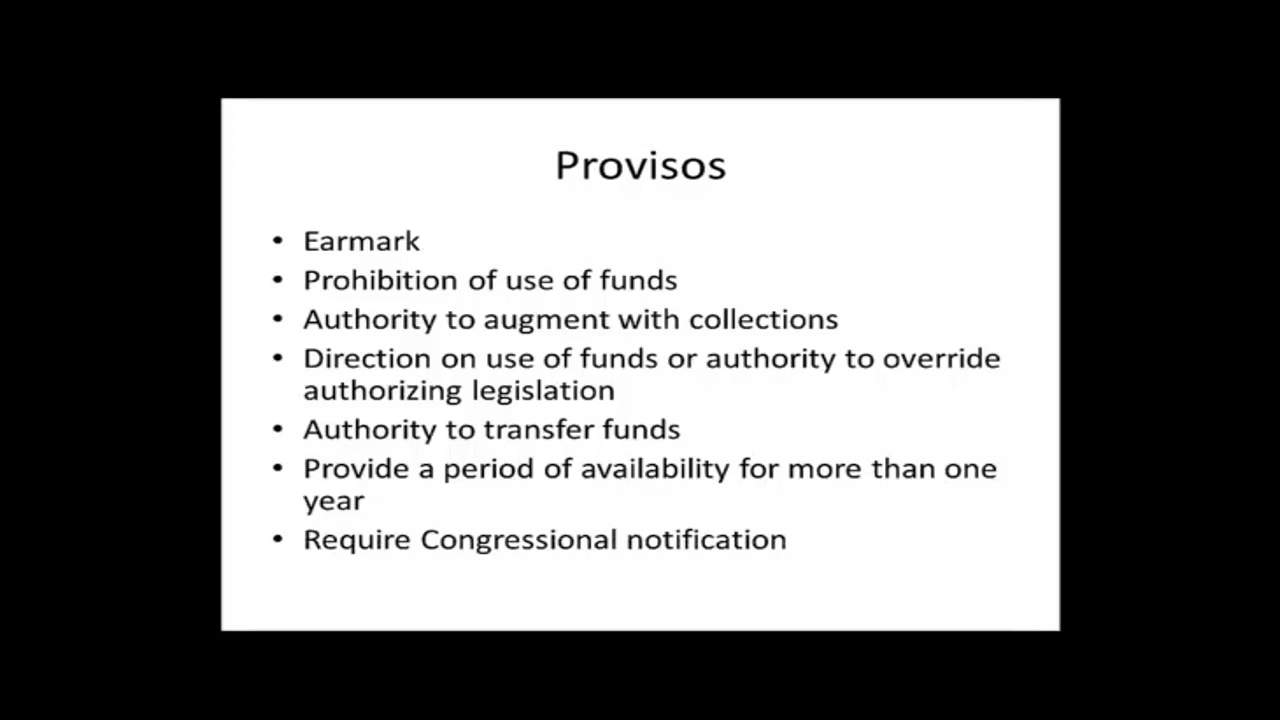 Provisos
• Earmark
• Prohibition of use of funds
• Authority to augment with collections
• Direction on use of funds or authority to override
authorizing legislation
• Authority to transfer funds
• Provide a period of availability for more than one
year
• Require Congressional notification